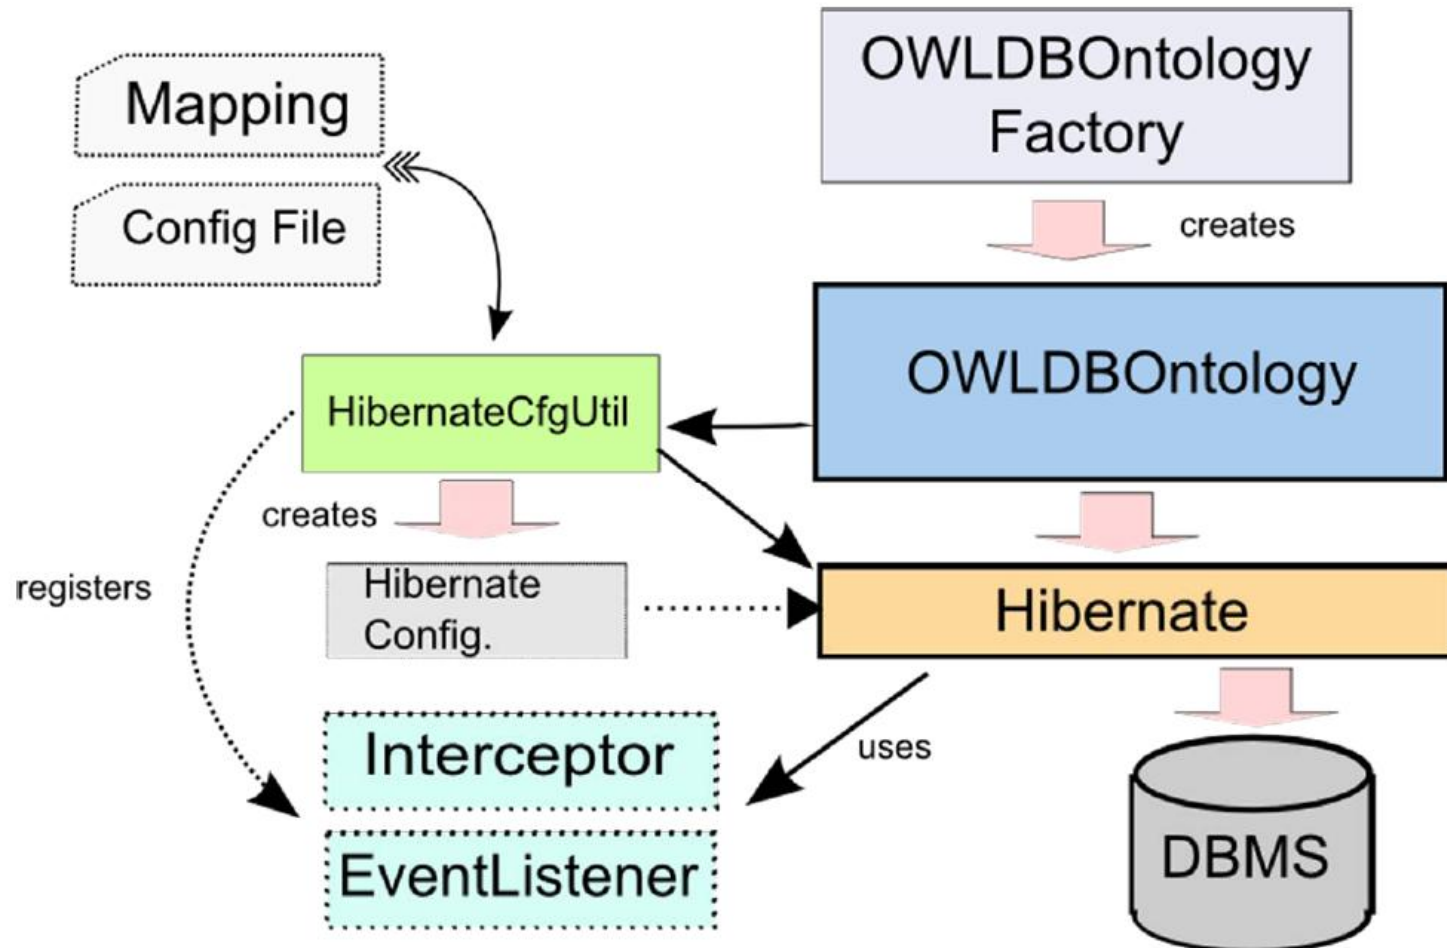 OWLDBOntology
Factory
Mapping
Config File
creates
OWLDBOntology
HibernateCfgUtil
creates
registers
Hibernate
Config.
Hibernate
Interceptor
uses
EventListener
DBMS